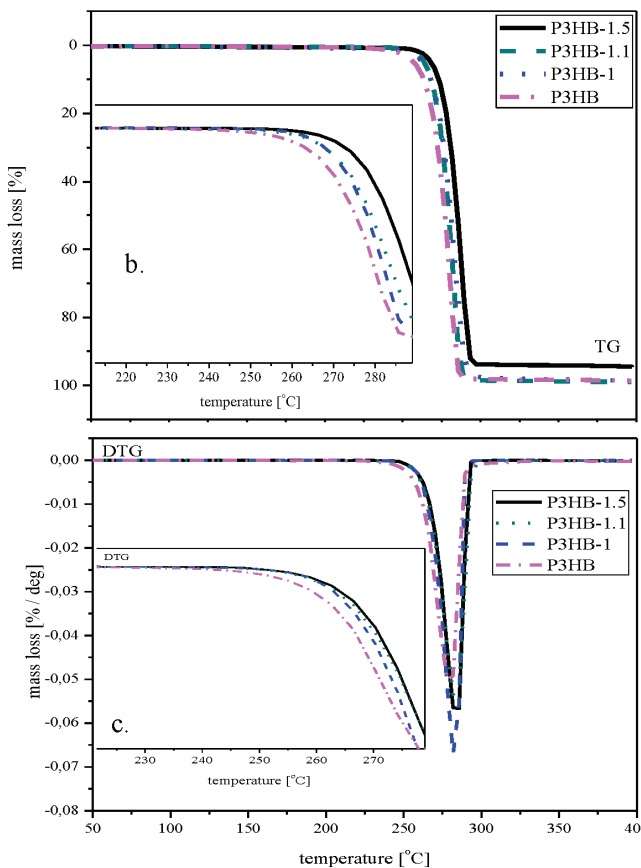 0
20
40
60
80
100
mass loss [%]
P3HB-1.5
P3HB-1.1
P3HB-1
P3HB
b.
220 230 240 250 260 270 280
temperature [°C]
TG
DTG
0,00
-0,01
-0,02
-0,03
-0,04
-0,05
-0,06
-0,07
-0,08
mass loss [% / deg]
P3HB-1.5
P3HB-1.1
P3HB-1
P3HB
DTG
c.
230 240 250 260 270
temperature [°C]
50 100 150 200 250 300 350 40
temperature [°C]